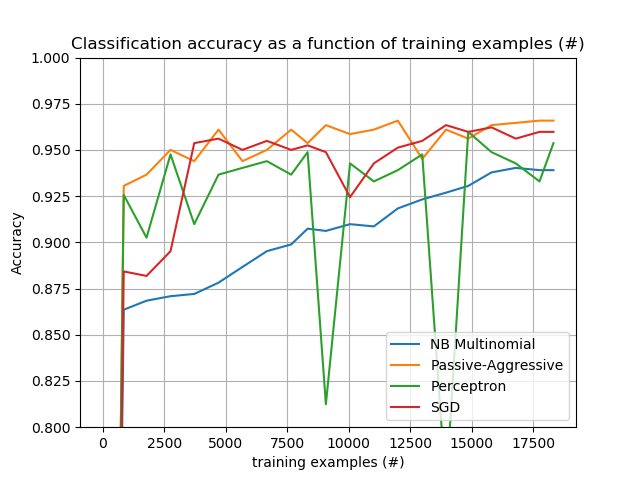 Classification accuracy as a function of training examples (#)
1.000
0.975
0.950
0.925
0.900
0.875
0.850
0.825
0.800
Accuracy
NB Multinomial
Passive-Aggressive
Perceptron
SGD
0 2500 5000 7500 10000 12500 15000 17500
training examples (#)